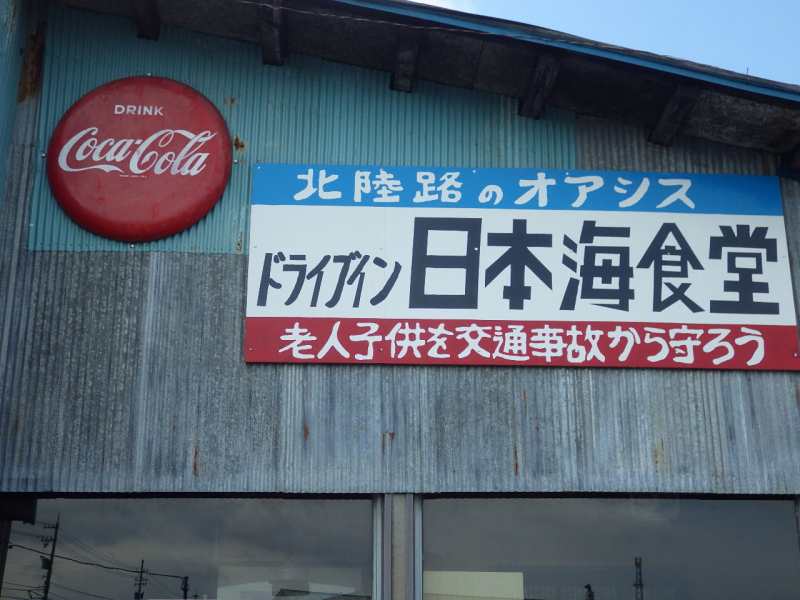 DRINK
Coca-Cola
北陸路のオアシス
ドライブイン 日本海食堂
老人子供を交通事故から守ろう